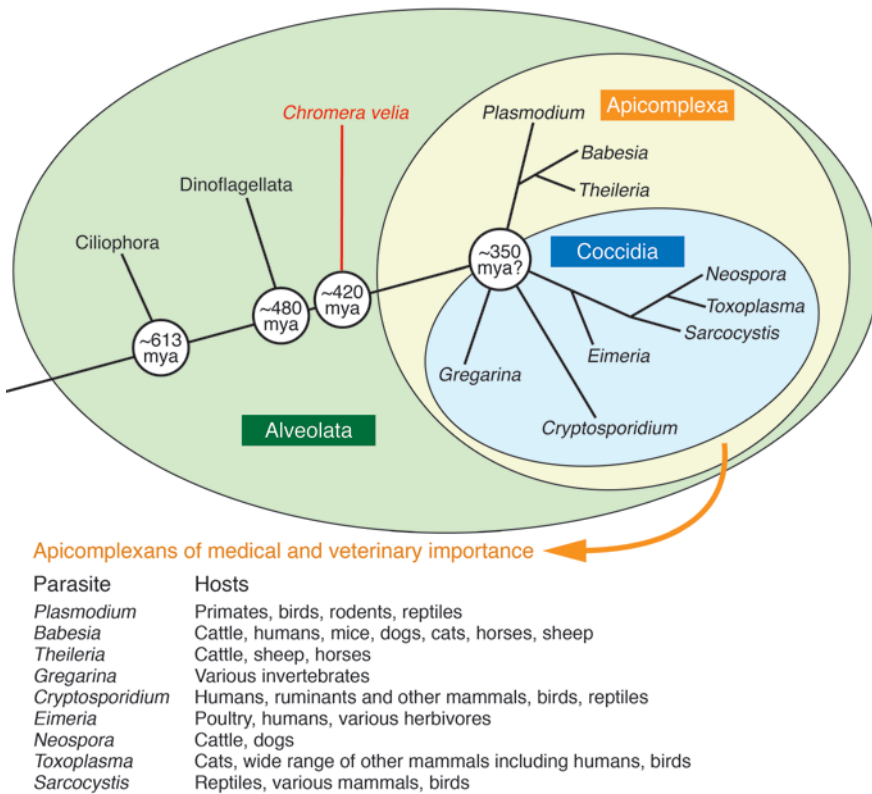 Chromera velia
Plasmodium
Apicomplexa
Babesia
Dinoflagellata
Theileria
Ciliophora
~350
mya?
Coccidia
Neospora
~480
mya
~420
mya
Toxoplasma
~613
mya
Sarcocystis
Eimeria
Gregarina
Alveolata
Cryptosporidium
Apicomplexans of medical and veterinary importance
Parasite Hosts
Plasmodium Primates, birds, rodents, reptiles
Babesia Cattle, humans, mice, dogs, cats, horses, sheep
Theileria Cattle, sheep, horses
Gregarina Various invertebrates
Cryptosporidium Humans, ruminants and other mammals, birds, reptiles
Eimeria Poultry, humans, various herbivores
Neospora Cattle, dogs
Toxoplasma Cats, wide range of other mammals including humans, birds
Sarcocystis Reptiles, various mammals, birds